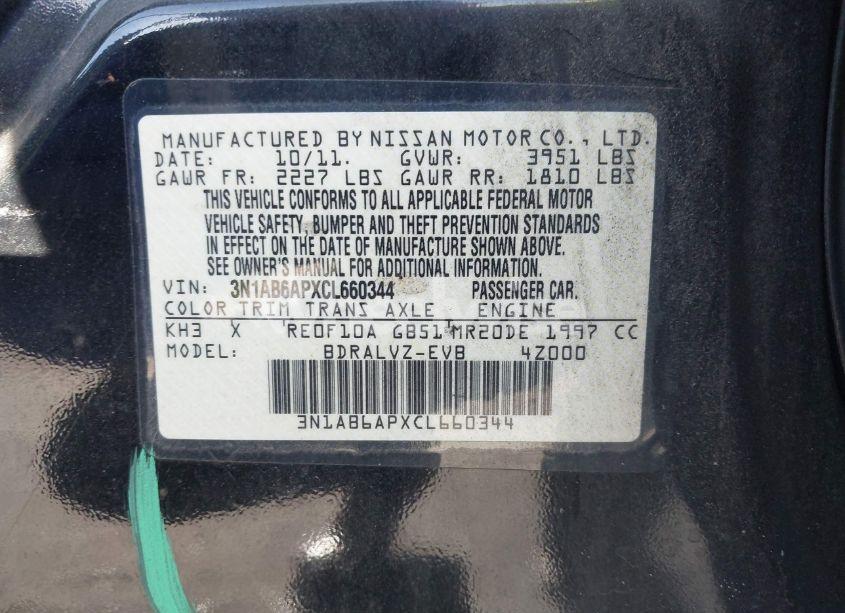 MANUFACTURED BY NISSAN MOTOR CO., LTD.
DATE: 10/11. GVWR: 3951 LBS
GAWR FR: 2227 LBS GAWR RR: 1810 LBS
THIS VEHICLE CONFORMS TO ALL APPLICABLE FEDERAL MOTOR
VEHICLE SAFETY, BUMPER AND THEFT PREVENTION STANDARDS
IN EFFECT ON THE DATE OF MANUFACTURE SHOWN ABOVE.
SEE OWNER'S MANUAL FOR ADDITIONAL INFORMATION.
VIN: 3N1AB6APXCL660344 PASSENGER CAR.
COLOR TRIM TRANS AXLE ENGINE
KH3 X RE0F10A GB51 MR20DE 1997 CC
MODEL: BDRALVZ-EVB 4Z000
3N1AB6APXCL660344